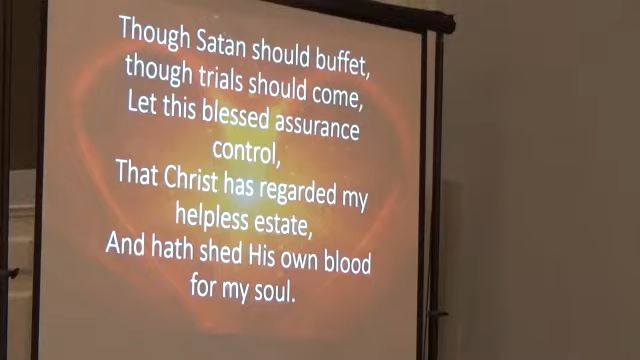 Though Satan should buffet,
though trials should come,
Let this blessed assurance
control,
That Christ has regarded my
helpless estate,
And hath shed His own blood
for my soul.